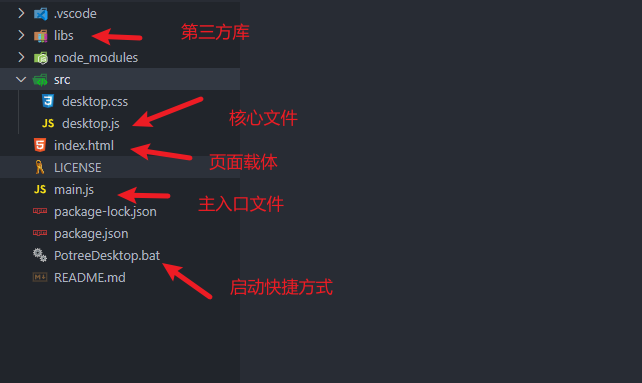 .vscode
libs 第三方库
node_modules
src
desktop.css
desktop.js 核心文件
index.html 页面载体
LICENSE
main.js 主入口文件
package-lock.json
package.json
PotreeDesktop.bat 启动快捷方式
README.md